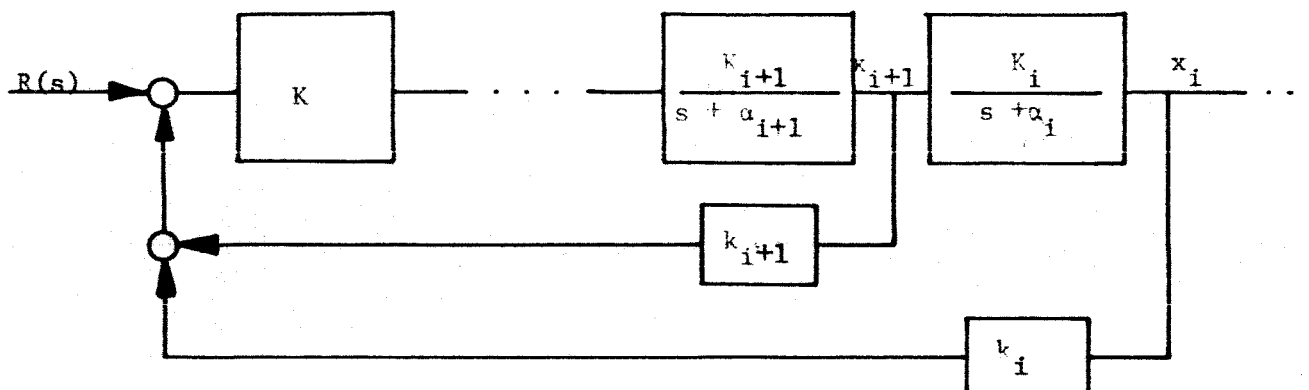 R(s)
K
K_{i+1}
s + α_{i+1}
x_{i+1}
K_i
s + α_i
x_i
k_{i+1}
k_i